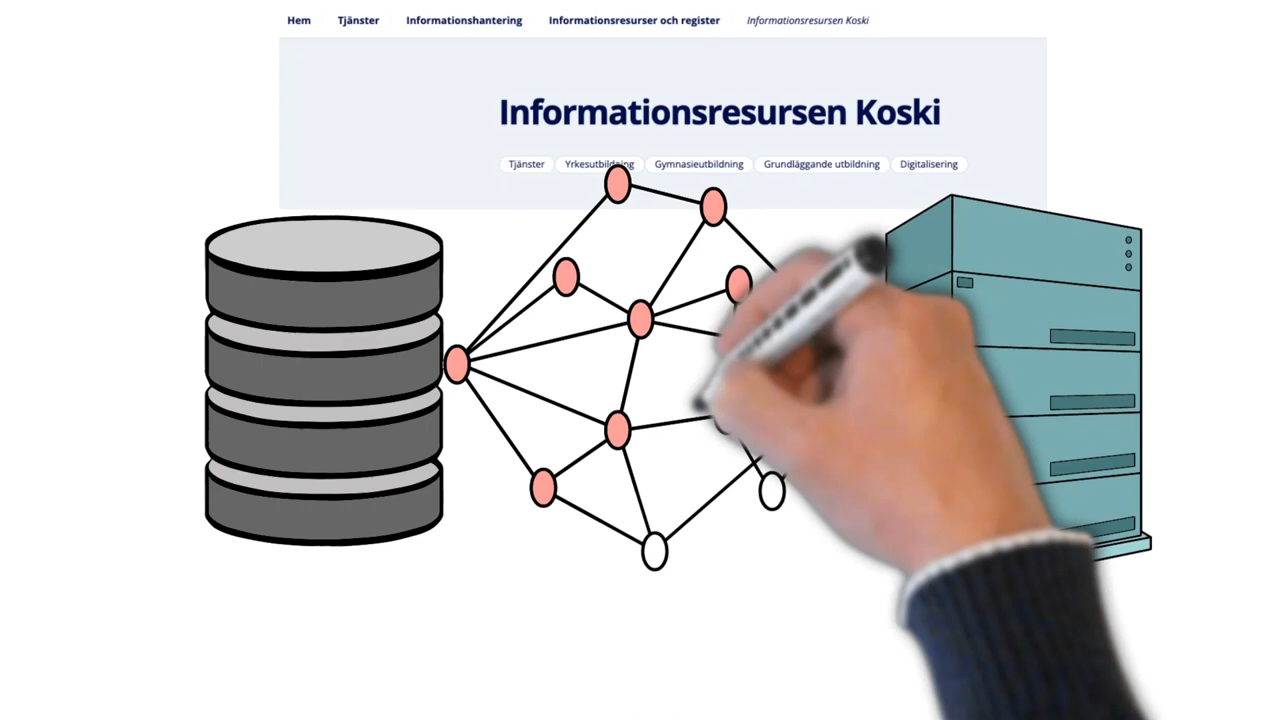 Hem Tjänster Informationshantering Informationsresurser och register Informationsresursen Koski
Informationsresursen Koski
Tjänster Yrkesutbildning Gymnasieutbildning Grundläggande utbildning Digitalisering